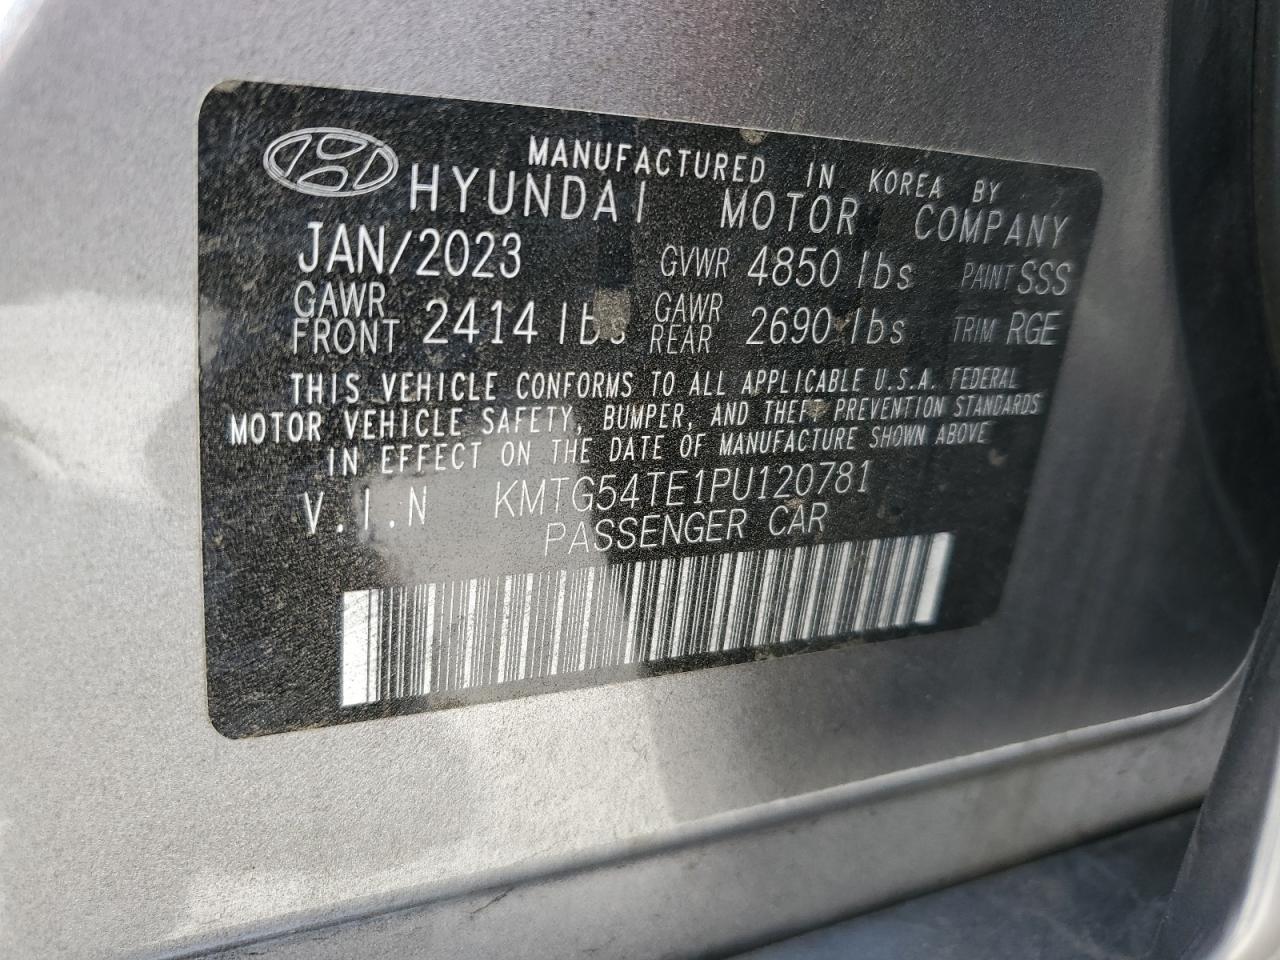 MANUFACTURED IN KOREA BY
HYUNDAI MOTOR COMPANY
JAN/2023 GVWR 4850 lbs PAINT SSS
GAWR FRONT 2414 lbs GAWR REAR 2690 lbs TRIM RGE
THIS VEHICLE CONFORMS TO ALL APPLICABLE U.S.A. FEDERAL
MOTOR VEHICLE SAFETY, BUMPER, AND THEFT PREVENTION STANDARDS
IN EFFECT ON THE DATE OF MANUFACTURE SHOWN ABOVE
V.I.N KMTG54TE1PU120781
PASSENGER CAR